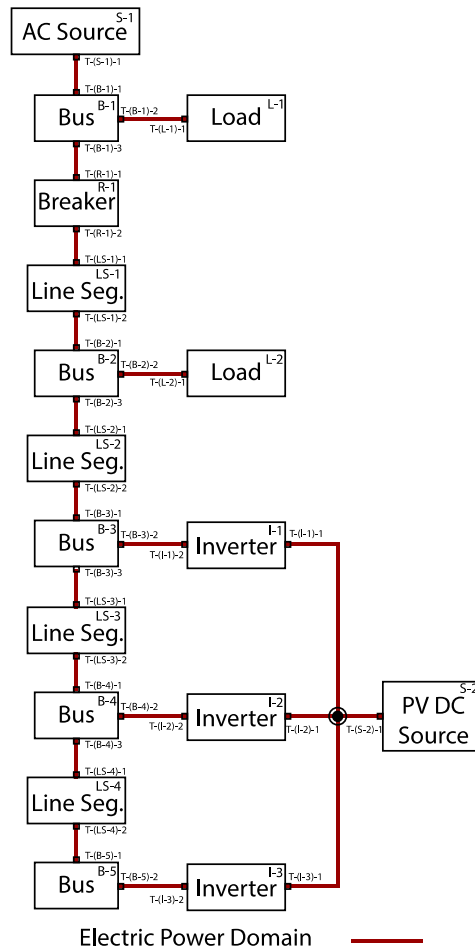 S-1
AC Source
T-(S-1)-1
T-(B-1)-1
B-1
Bus
T-(B-1)-2
T-(L-1)-1
L-1
Load
T-(B-1)-3
T-(R-1)-1
R-1
Breaker
T-(R-1)-2
T-(LS-1)-1
LS-1
Line Seg.
T-(LS-1)-2
T-(B-2)-1
B-2
Bus
T-(B-2)-2
T-(L-2)-1
L-2
Load
T-(B-2)-3
T-(LS-2)-1
LS-2
Line Seg.
T-(LS-2)-2
T-(B-3)-1
B-3
Bus
T-(B-3)-2
T-(I-1)-2
I-1
Inverter
T-(I-1)-1
T-(B-3)-3
T-(LS-3)-1
LS-3
Line Seg.
T-(LS-3)-2
T-(B-4)-1
B-4
Bus
T-(B-4)-2
T-(I-2)-2
I-2
Inverter
T-(I-2)-1
T-(S-2)-1
S-2
PV DC
Source
T-(B-4)-3
T-(LS-4)-1
LS-4
Line Seg.
T-(LS-4)-2
T-(B-5)-1
B-5
Bus
T-(B-5)-2
T-(I-3)-2
I-3
Inverter
T-(I-3)-1
Electric Power Domain